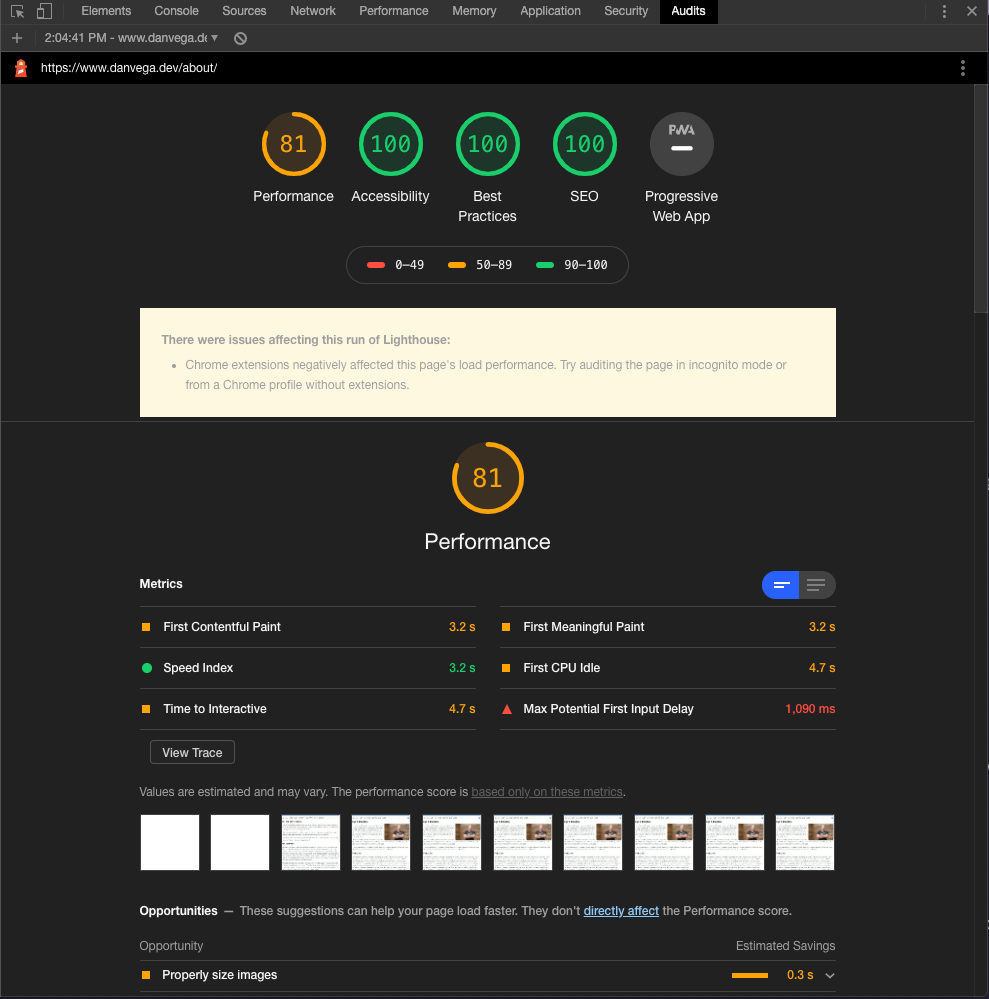 Elements Console Sources Network Performance Memory Application Security Audits
2:04:41 PM - www.danvega.de
https://www.danvega.dev/about/
81 100 100 100 PWA
Performance Accessibility Best Practices SEO Progressive Web App
0–49 50–89 90–100
There were issues affecting this run of Lighthouse:
• Chrome extensions negatively affected this page's load performance. Try auditing the page in incognito mode or
from a Chrome profile without extensions.
81
Performance
Metrics
First Contentful Paint 3.2 s First Meaningful Paint 3.2 s
Speed Index 3.2 s First CPU Idle 4.7 s
Time to Interactive 4.7 s Max Potential First Input Delay 1,090 ms
View Trace
Values are estimated and may vary. The performance score is based only on these metrics.
Opportunities — These suggestions can help your page load faster. They don't directly affect the Performance score.
Opportunity Estimated Savings
Properly size images 0.3 s